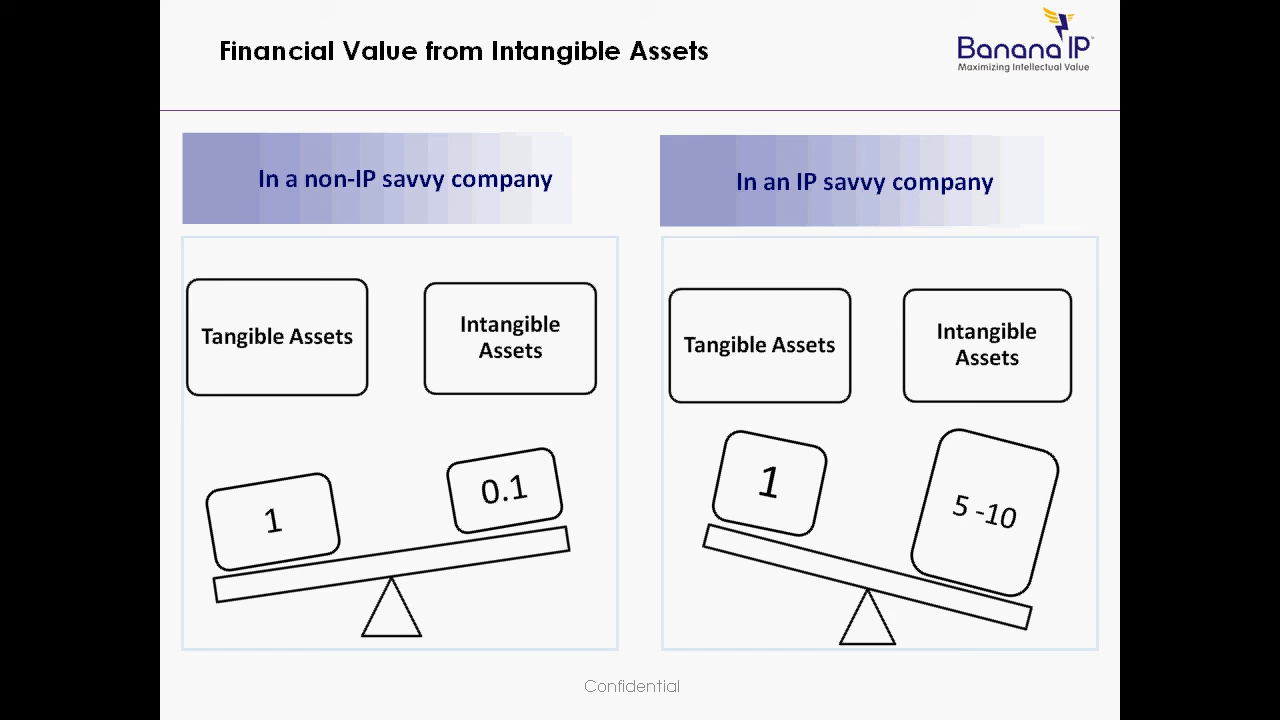 Financial Value from Intangible Assets
Banana IP
Maximizing Intellectual Value
In a non-IP savvy company
In an IP savvy company
Tangible Assets
Intangible
Assets
Tangible Assets
Intangible
Assets
1
0.1
1
5 -10
Confidential